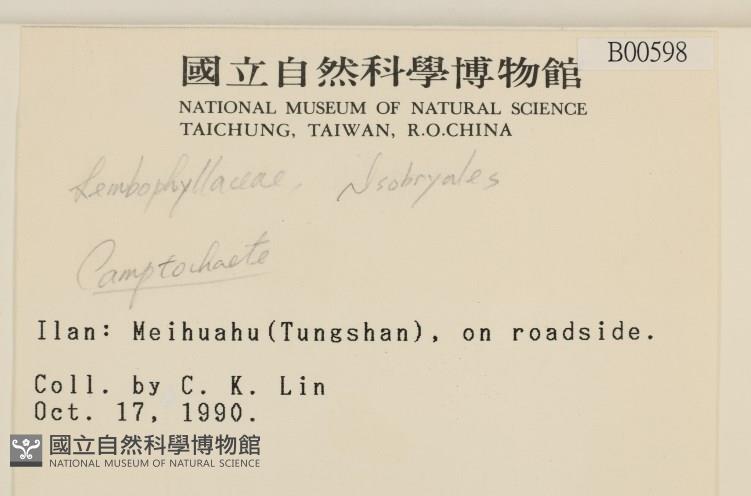 B00598
國立自然科學博物館
NATIONAL MUSEUM OF NATURAL SCIENCE
TAICHUNG, TAIWAN, R.O.CHINA
Lembophyllaceae, Isobryales
Camptochaete
Ilan: Meihuahu(Tungshan), on roadside.
Coll. by C. K. Lin
Oct. 17, 1990.
國立自然科學博物館
NATIONAL MUSEUM OF NATURAL SCIENCE